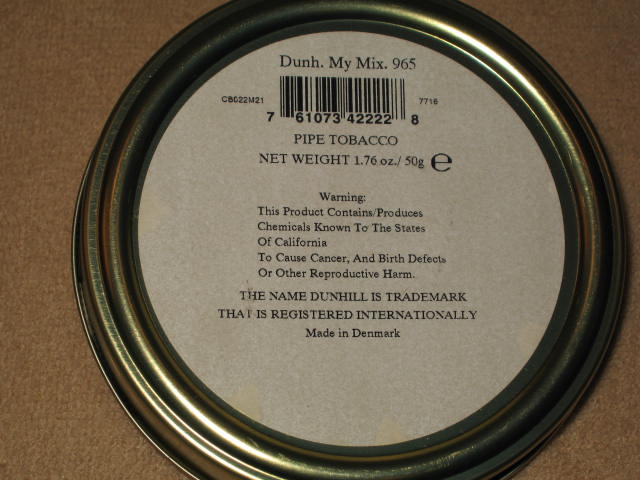 Dunh. My Mix. 965
CB022M21
7716
7 61073 42222 8
PIPE TOBACCO
NET WEIGHT 1.76 oz./ 50g ℮
Warning:
This Product Contains/Produces
Chemicals Known To The States
Of California
To Cause Cancer, And Birth Defects
Or Other Reproductive Harm.
THE NAME DUNHILL IS TRADEMARK
THAT IS REGISTERED INTERNATIONALLY
Made in Denmark